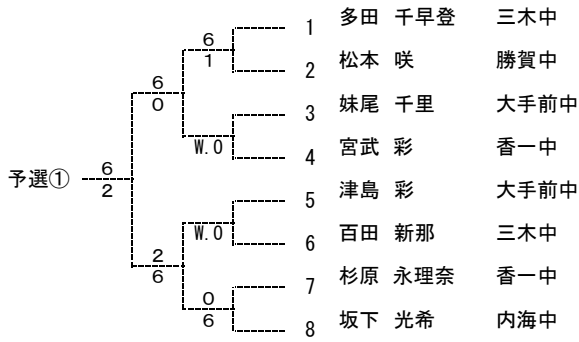 6
1
1 多田 千早登 三木中
2 松本 咲 勝賀中
6
0
3 妹尾 千里 大手前中
W.O
4 宮武 彩 香一中
予選①
6
2
5 津島 彩 大手前中
W.O
6 百田 新那 三木中
2
6
7 杉原 永理奈 香一中
0
6
8 坂下 光希 内海中